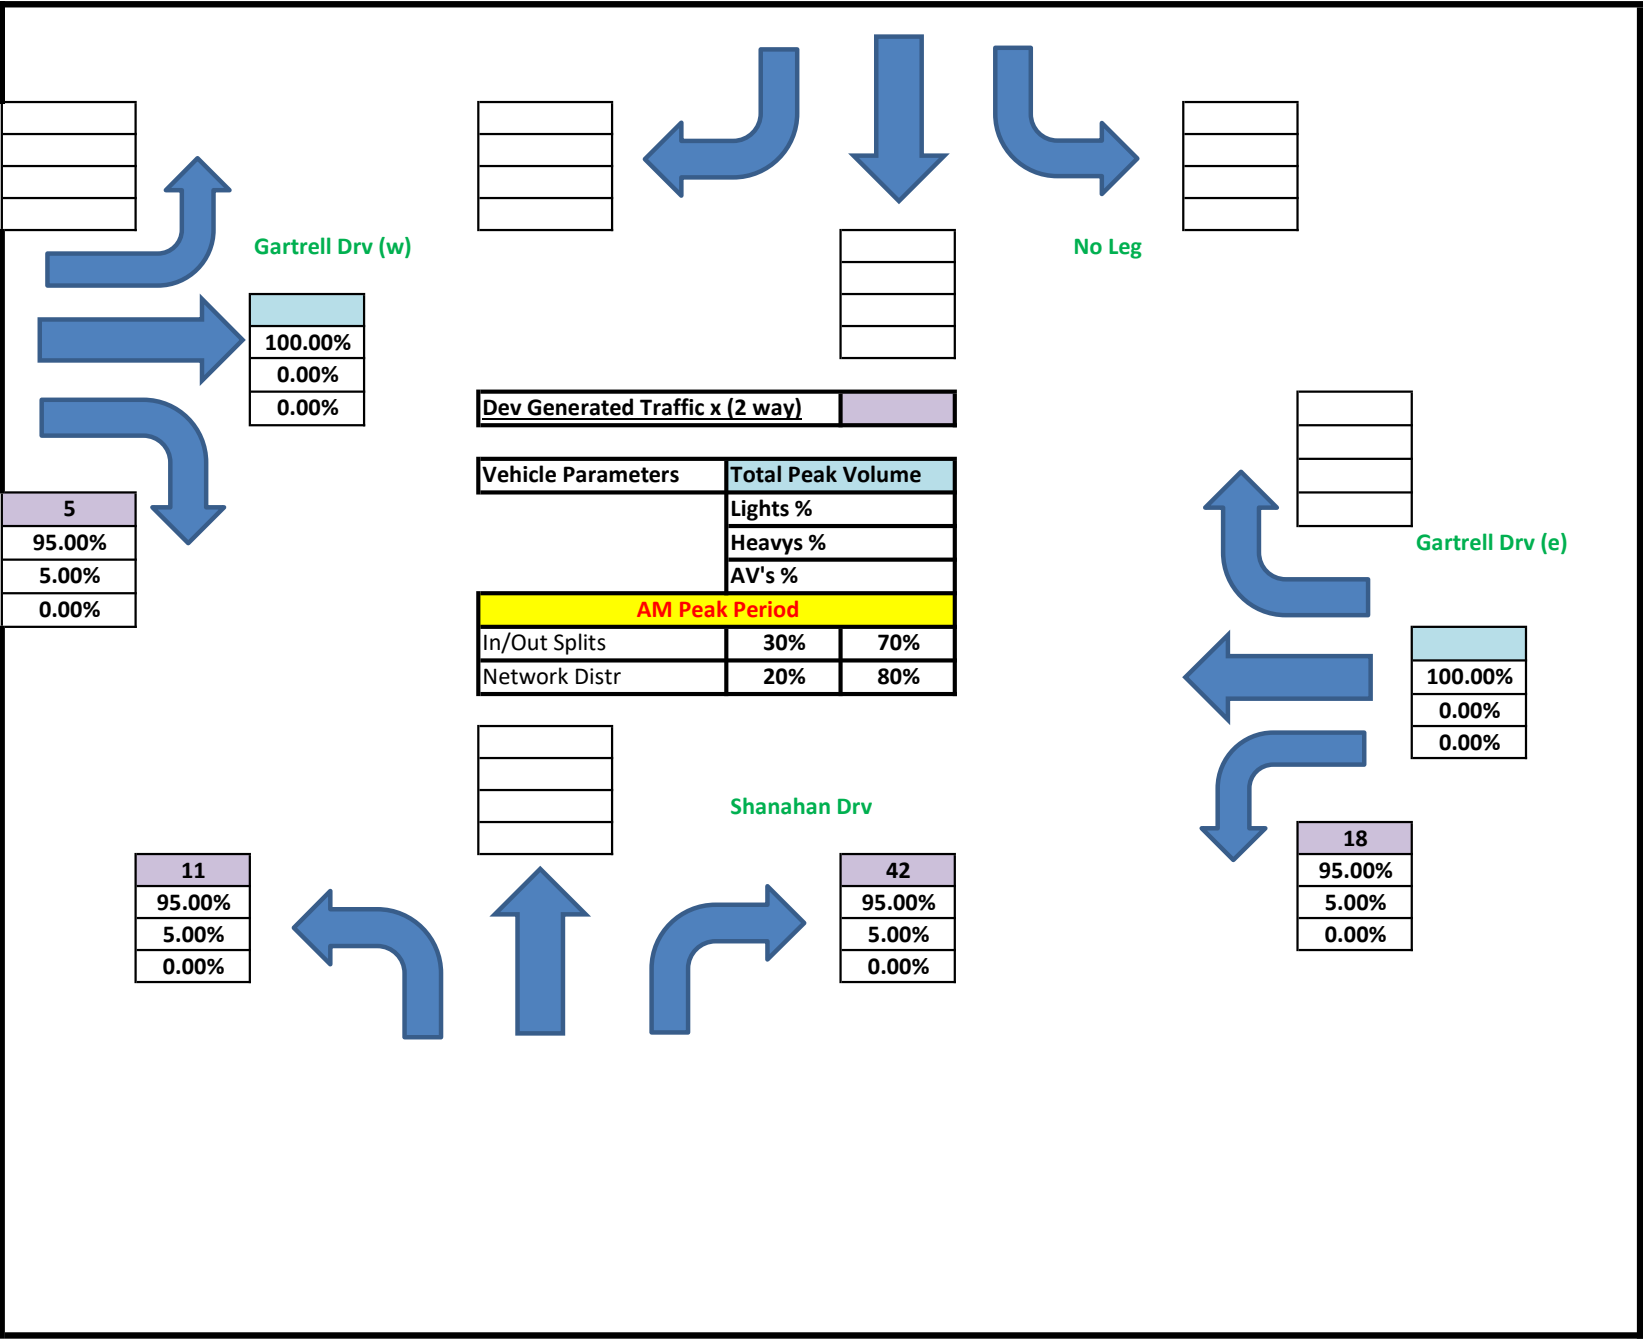 Gartrell Drv (w)
No Leg
100.00%
0.00%
0.00%
Dev Generated Traffic x (2 way)
Vehicle Parameters Total Peak Volume
Lights %
Heavys %
AV's %
5
95.00%
5.00%
0.00%
Gartrell Drv (e)
AM Peak Period
In/Out Splits 30% 70%
Network Distr 20% 80%
100.00%
0.00%
0.00%
Shanahan Drv
18
95.00%
5.00%
0.00%
11
95.00%
5.00%
0.00%
42
95.00%
5.00%
0.00%